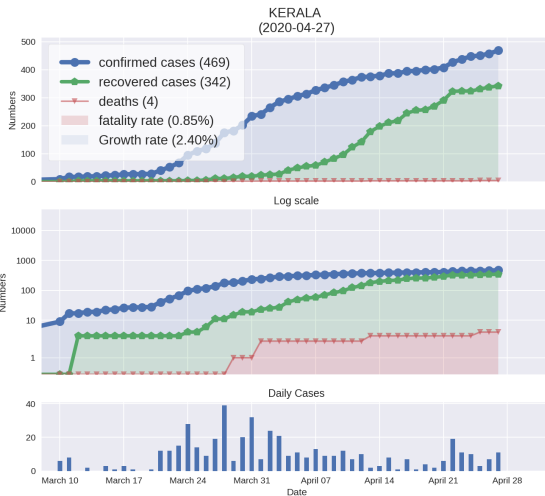 KERALA
(2020-04-27)
500
400
300
200
100
0
Numbers
confirmed cases (469)
recovered cases (342)
deaths (4)
fatality rate (0.85%)
Growth rate (2.40%)
Log scale
10000
1000
100
10
1
Numbers
Daily Cases
40
20
0
March 10 March 17 March 24 March 31 April 07 April 14 April 21 April 28
Date